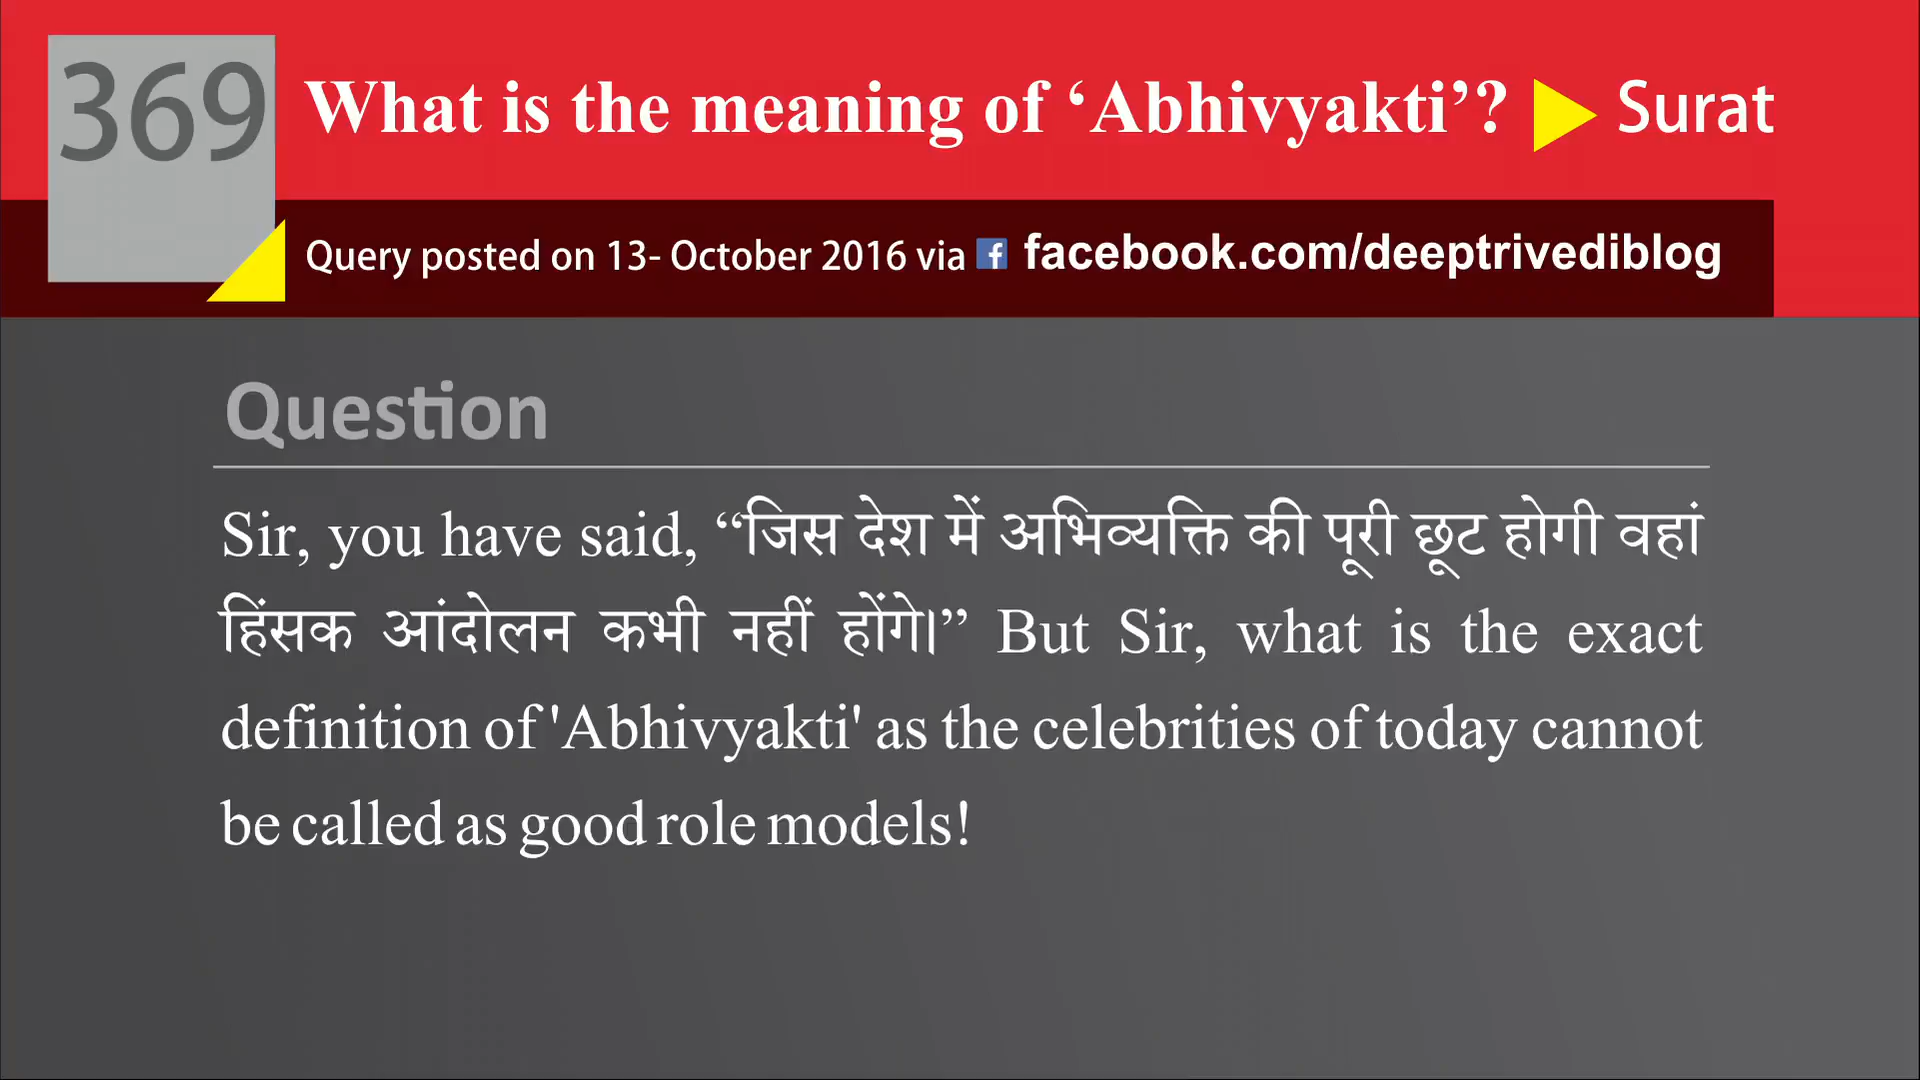 369
What is the meaning of ‘Abhivyakti’? Surat
Query posted on 13- October 2016 via facebook.com/deeptrivediblog
Question
Sir, you have said, “जिस देश में अभिव्यक्ति की पूरी छूट होगी वहां
हिंसक आंदोलन कभी नहीं होंगे।” But Sir, what is the exact
definition of 'Abhivyakti' as the celebrities of today cannot
be called as good role models!